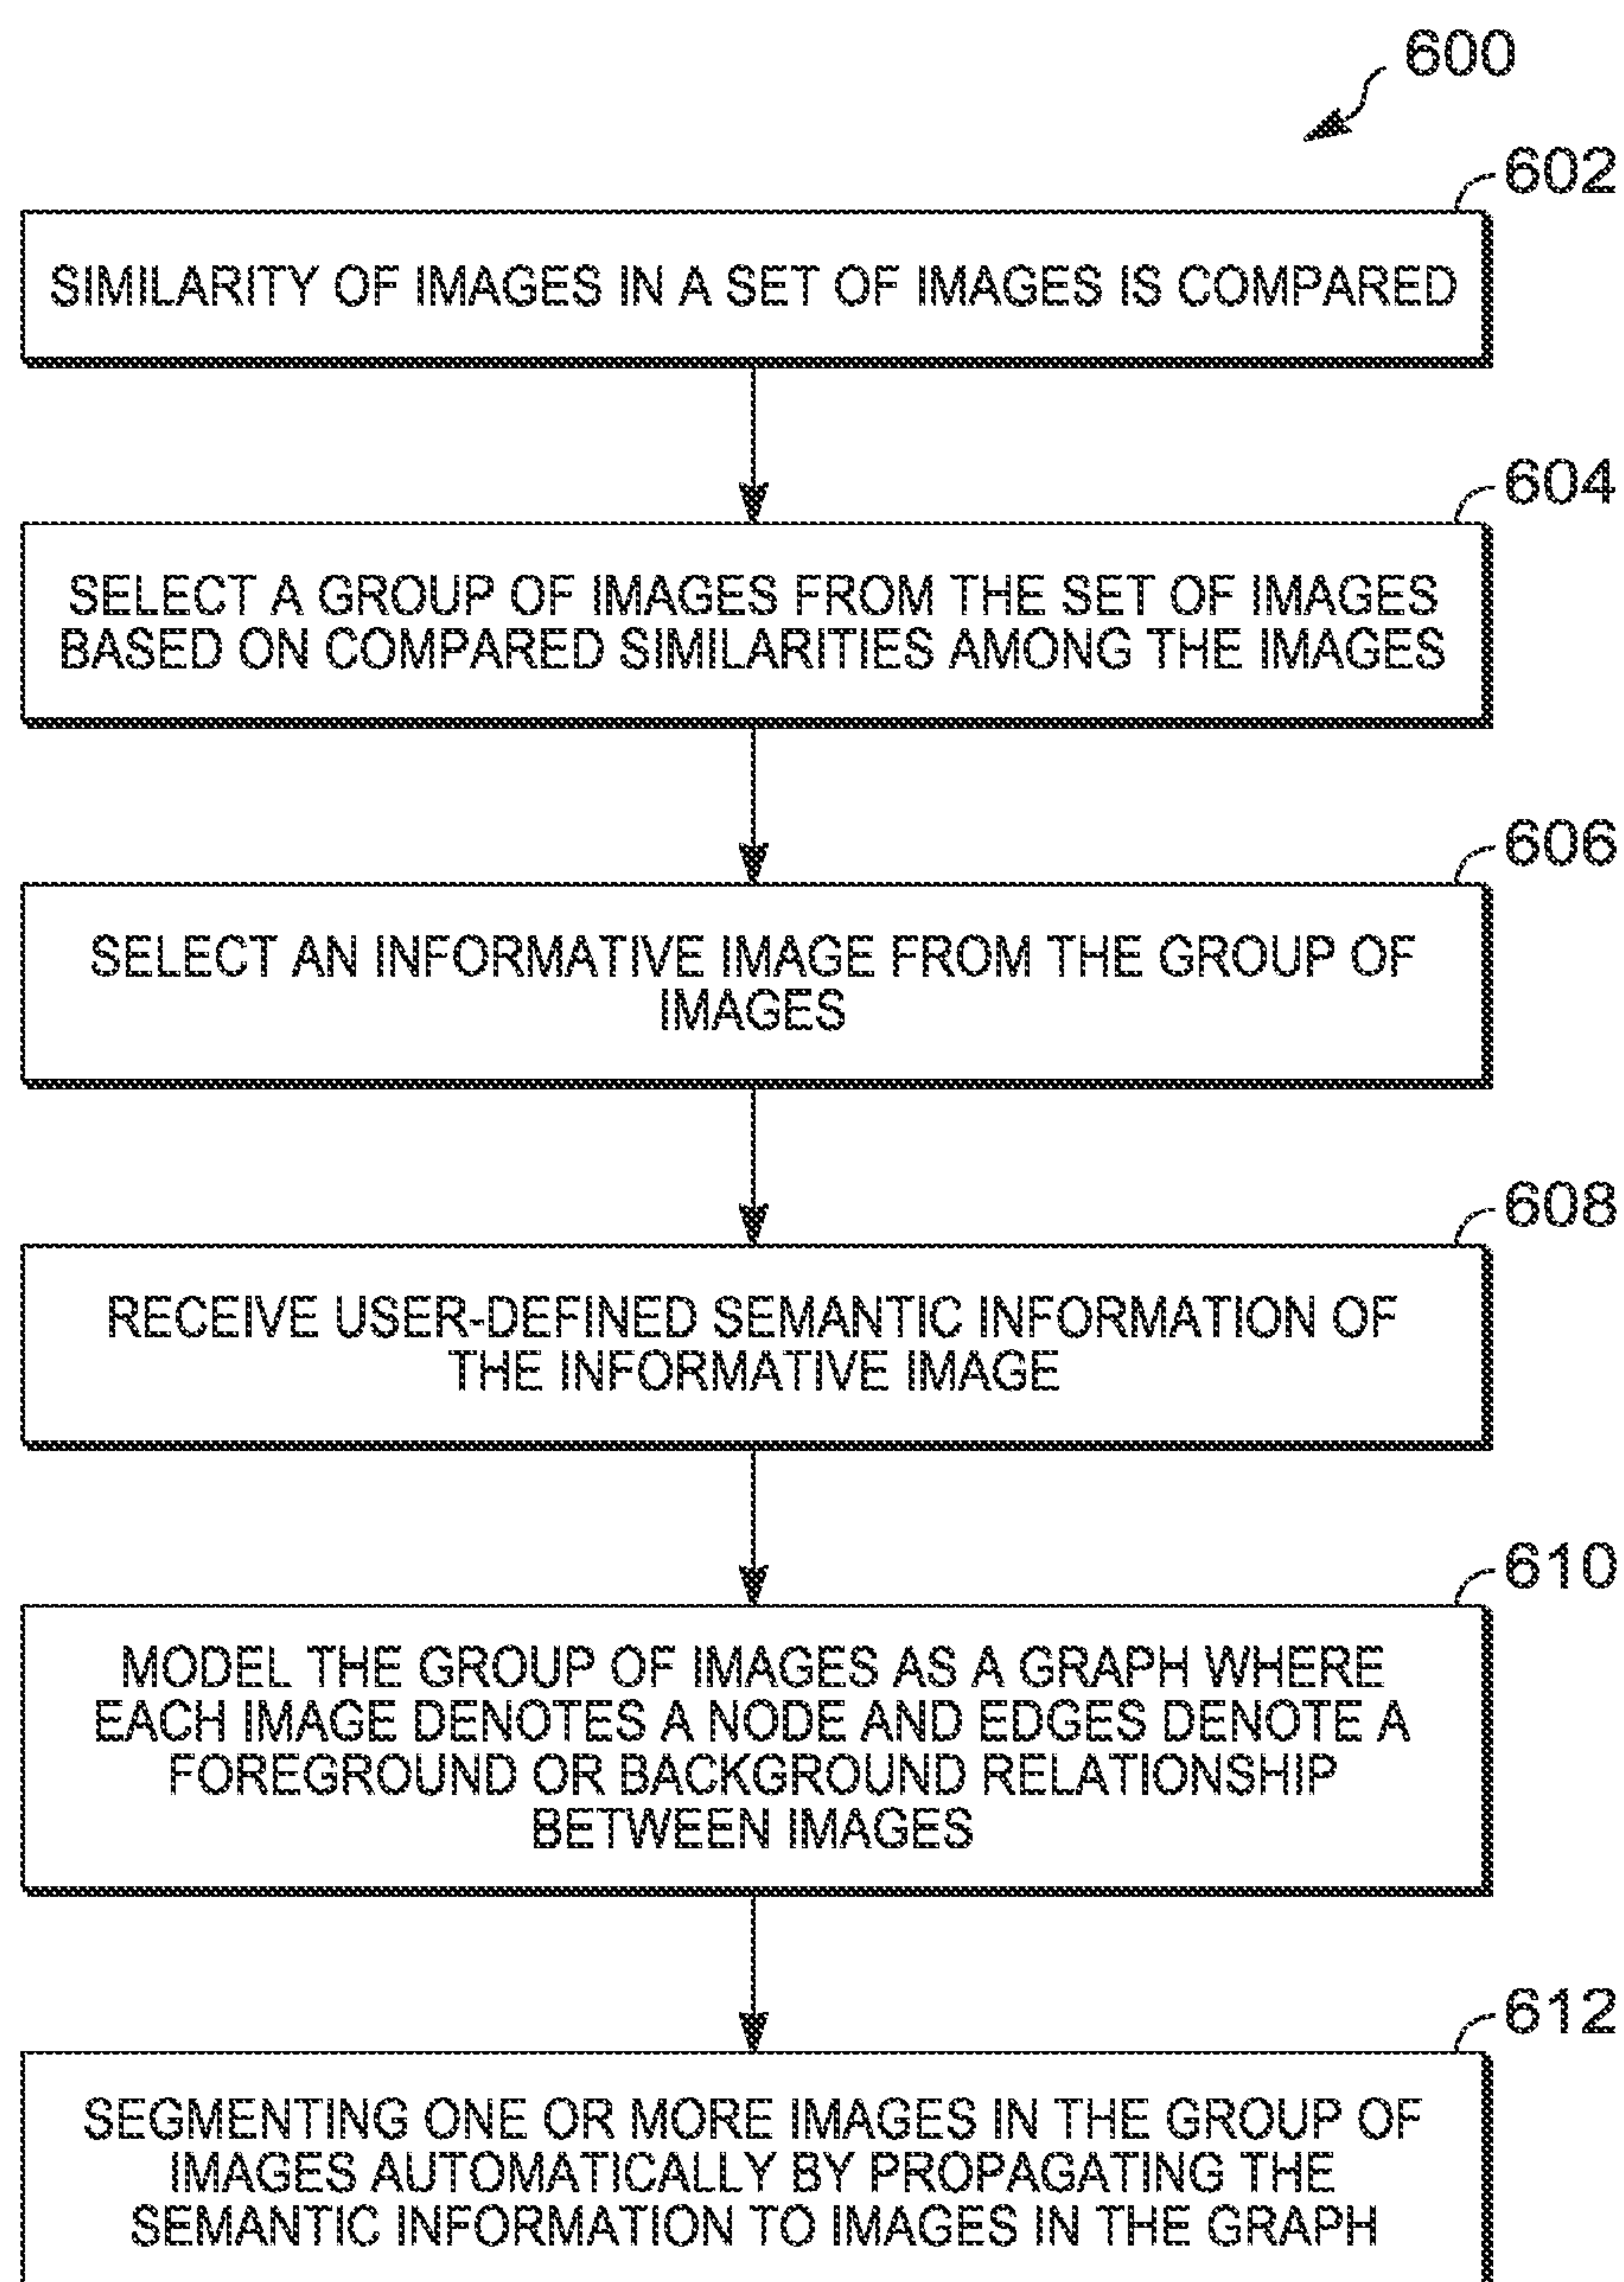 600
602
SIMILARITY OF IMAGES IN A SET OF IMAGES IS COMPARED
604
SELECT A GROUP OF IMAGES FROM THE SET OF IMAGES
BASED ON COMPARED SIMILARITIES AMONG THE IMAGES
606
SELECT AN INFORMATIVE IMAGE FROM THE GROUP OF
IMAGES
608
RECEIVE USER-DEFINED SEMANTIC INFORMATION OF
THE INFORMATIVE IMAGE
610
MODEL THE GROUP OF IMAGES AS A GRAPH WHERE
EACH IMAGE DENOTES A NODE AND EDGES DENOTE A
FOREGROUND OR BACKGROUND RELATIONSHIP
BETWEEN IMAGES
612
SEGMENTING ONE OR MORE IMAGES IN THE GROUP OF
IMAGES AUTOMATICALLY BY PROPAGATING THE
SEMANTIC INFORMATION TO IMAGES IN THE GRAPH